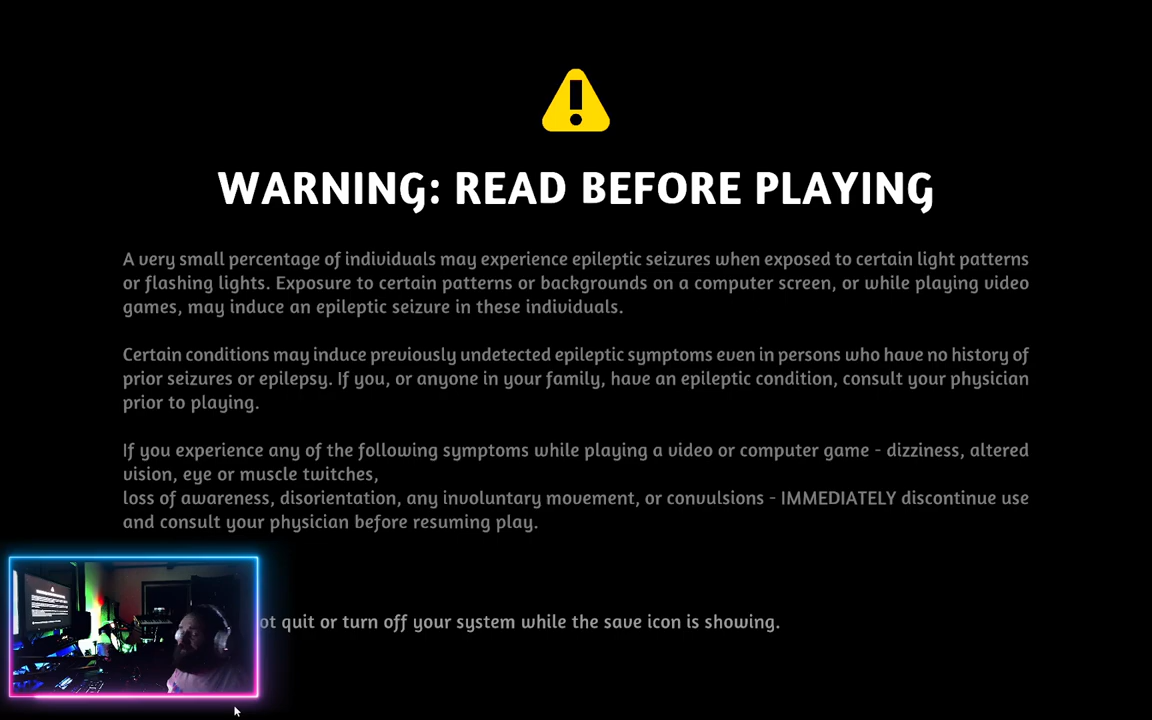 WARNING: READ BEFORE PLAYING
A very small percentage of individuals may experience epileptic seizures when exposed to certain light patterns
or flashing lights. Exposure to certain patterns or backgrounds on a computer screen, or while playing video
games, may induce an epileptic seizure in these individuals.
Certain conditions may induce previously undetected epileptic symptoms even in persons who have no history of
prior seizures or epilepsy. If you, or anyone in your family, have an epileptic condition, consult your physician
prior to playing.
If you experience any of the following symptoms while playing a video or computer game - dizziness, altered
vision, eye or muscle twitches,
loss of awareness, disorientation, any involuntary movement, or convulsions - IMMEDIATELY discontinue use
and consult your physician before resuming play.
quit or turn off your system while the save icon is showing.